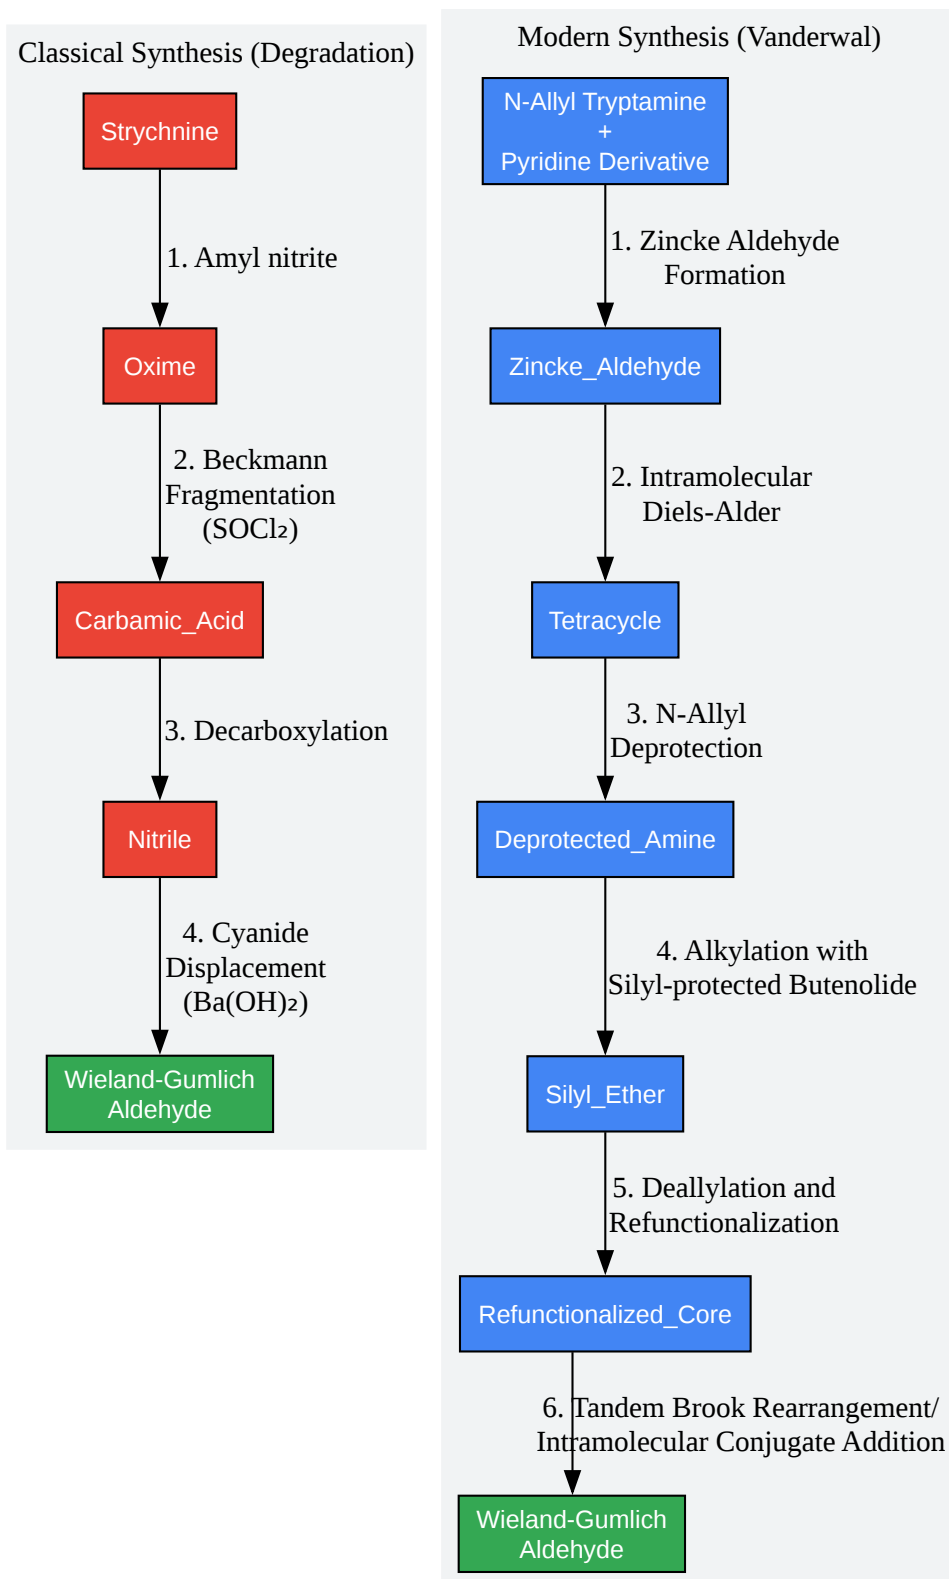 Classical Synthesis (Degradation)
Strychnine
1. Amyl nitrite
Oxime
2. Beckmann
Fragmentation
(SOCl₂)
Carbamic_Acid
3. Decarboxylation
Nitrile
4. Cyanide
Displacement
(Ba(OH)₂)
Wieland-Gumlich
Aldehyde
Modern Synthesis (Vanderwal)
N-Allyl Tryptamine
+
Pyridine Derivative
1. Zincke Aldehyde
Formation
Zincke_Aldehyde
2. Intramolecular
Diels-Alder
Tetracycle
3. N-Allyl
Deprotection
Deprotected_Amine
4. Alkylation with
Silyl-protected Butenolide
Silyl_Ether
5. Deallylation and
Refunctionalization
Refunctionalized_Core
6. Tandem Brook Rearrangement/
Intramolecular Conjugate Addition
Wieland-Gumlich
Aldehyde